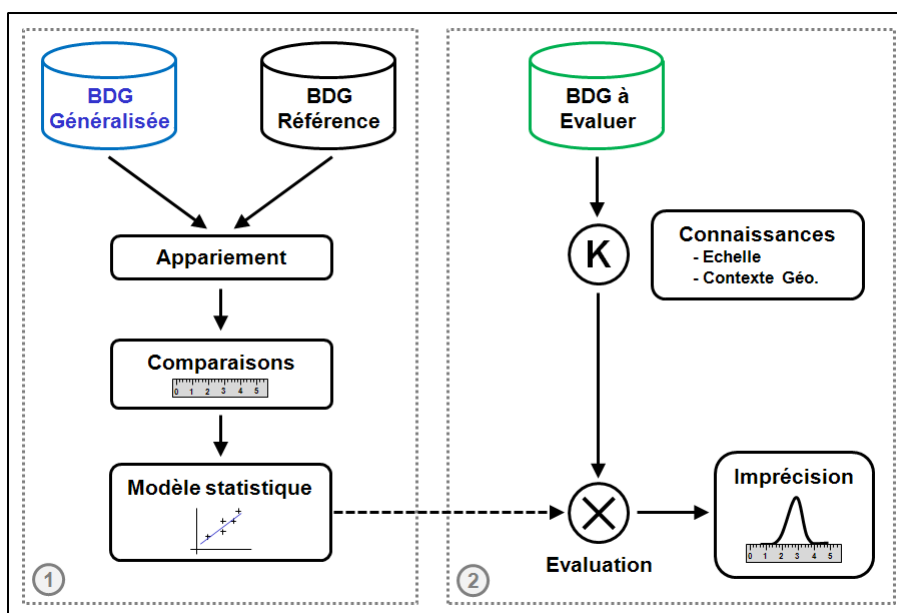 BDG
Généralisée
BDG
Référence
Appariement
Comparaisons
0 1 2 3 4 5
Modèle statistique
1
BDG à
Evaluer
K
Connaissances
- Echelle
- Contexte Géo.
Evaluation
Imprécision
0 1 2 3 4 5
2